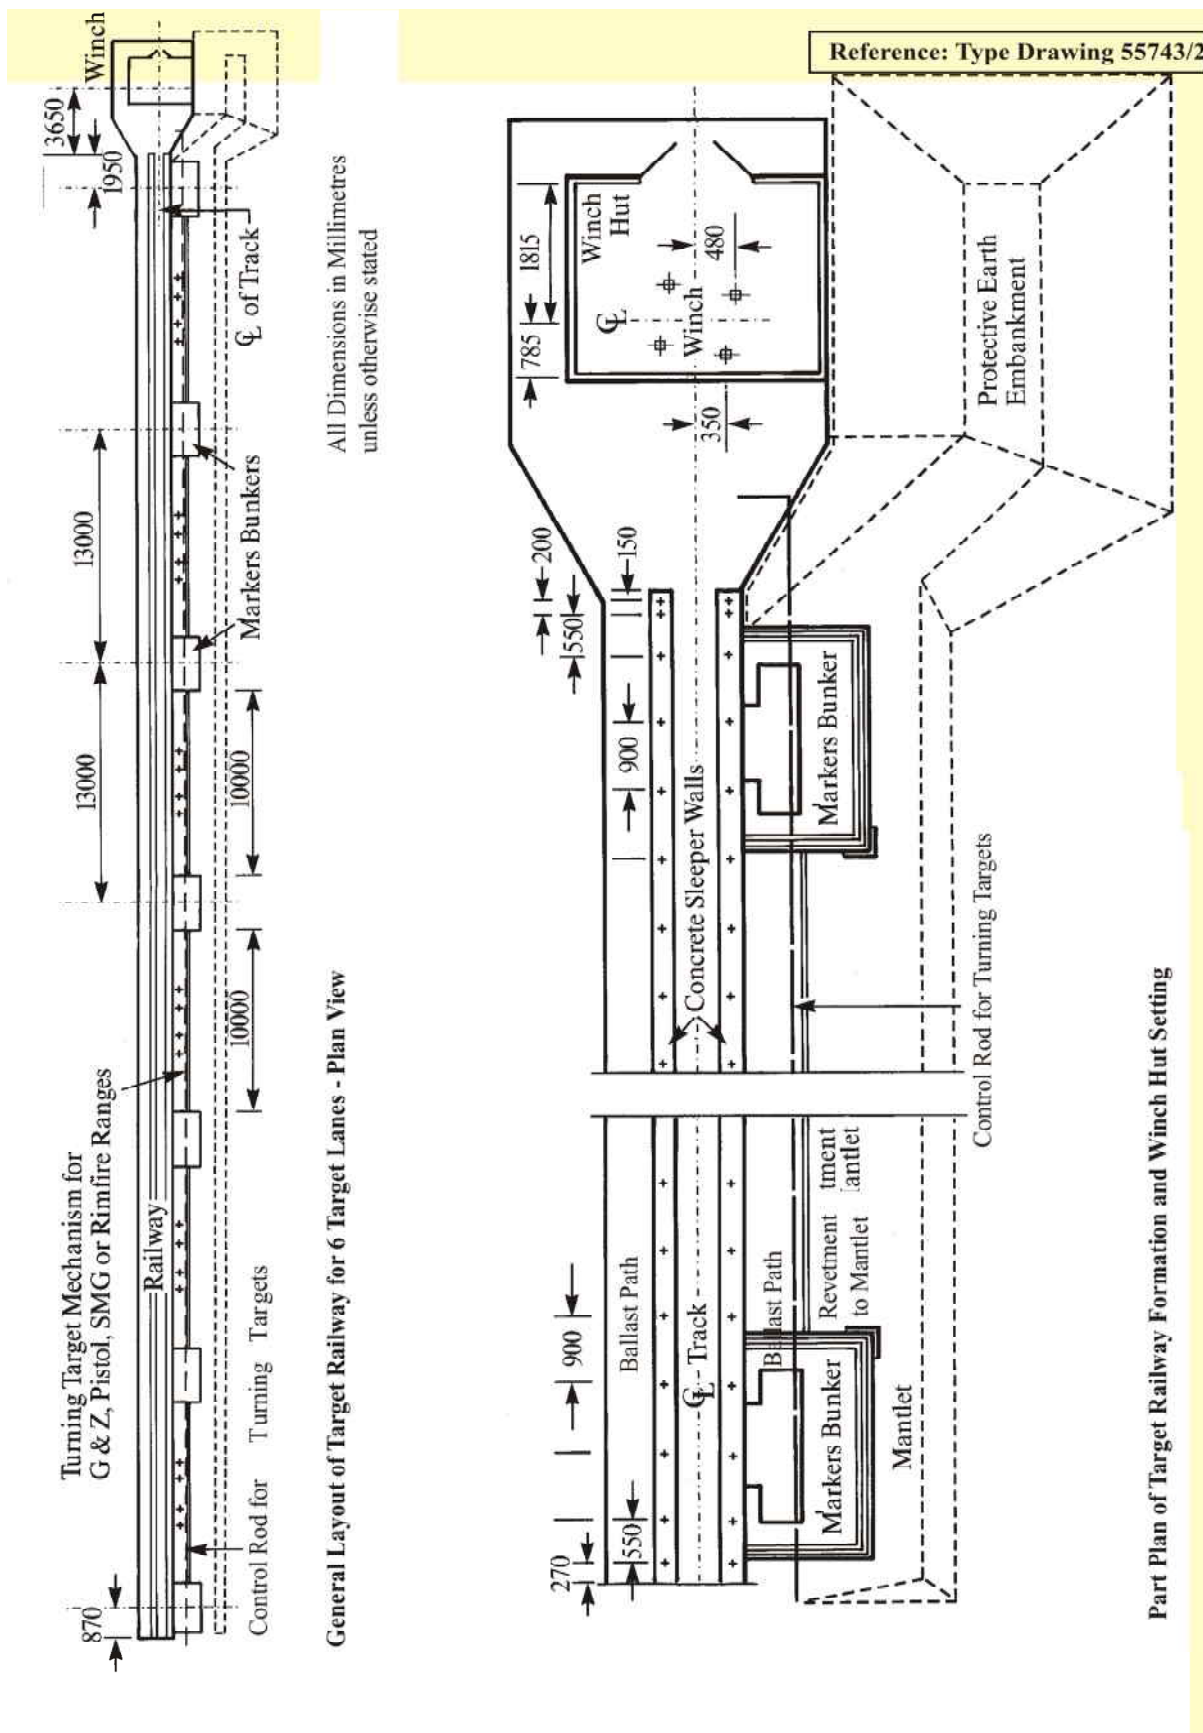 Reference: Type Drawing 55743/2
Winch
3650
1950
℄ of Track
13000
13000
Markers Bunkers
10000
10000
Turning Target Mechanism for
G & Z, Pistol, SMG or Rimfire Ranges
Railway
870
Control Rod for Turning Targets
All Dimensions in Millimetres
unless otherwise stated
General Layout of Target Railway for 6 Target Lanes - Plan View
1815
785
Winch
Hut
480
℄
Winch
350
Protective Earth
Embankment
200
150
550
900
Concrete Sleeper Walls
Markers Bunker
Control Rod for Turning Targets
270
550
900
Ballast Path
℄ Track
Ballast Path
Revetment
to Mantlet
tment
lantlet
Markers Bunker
Mantlet
Part Plan of Target Railway Formation and Winch Hut Setting